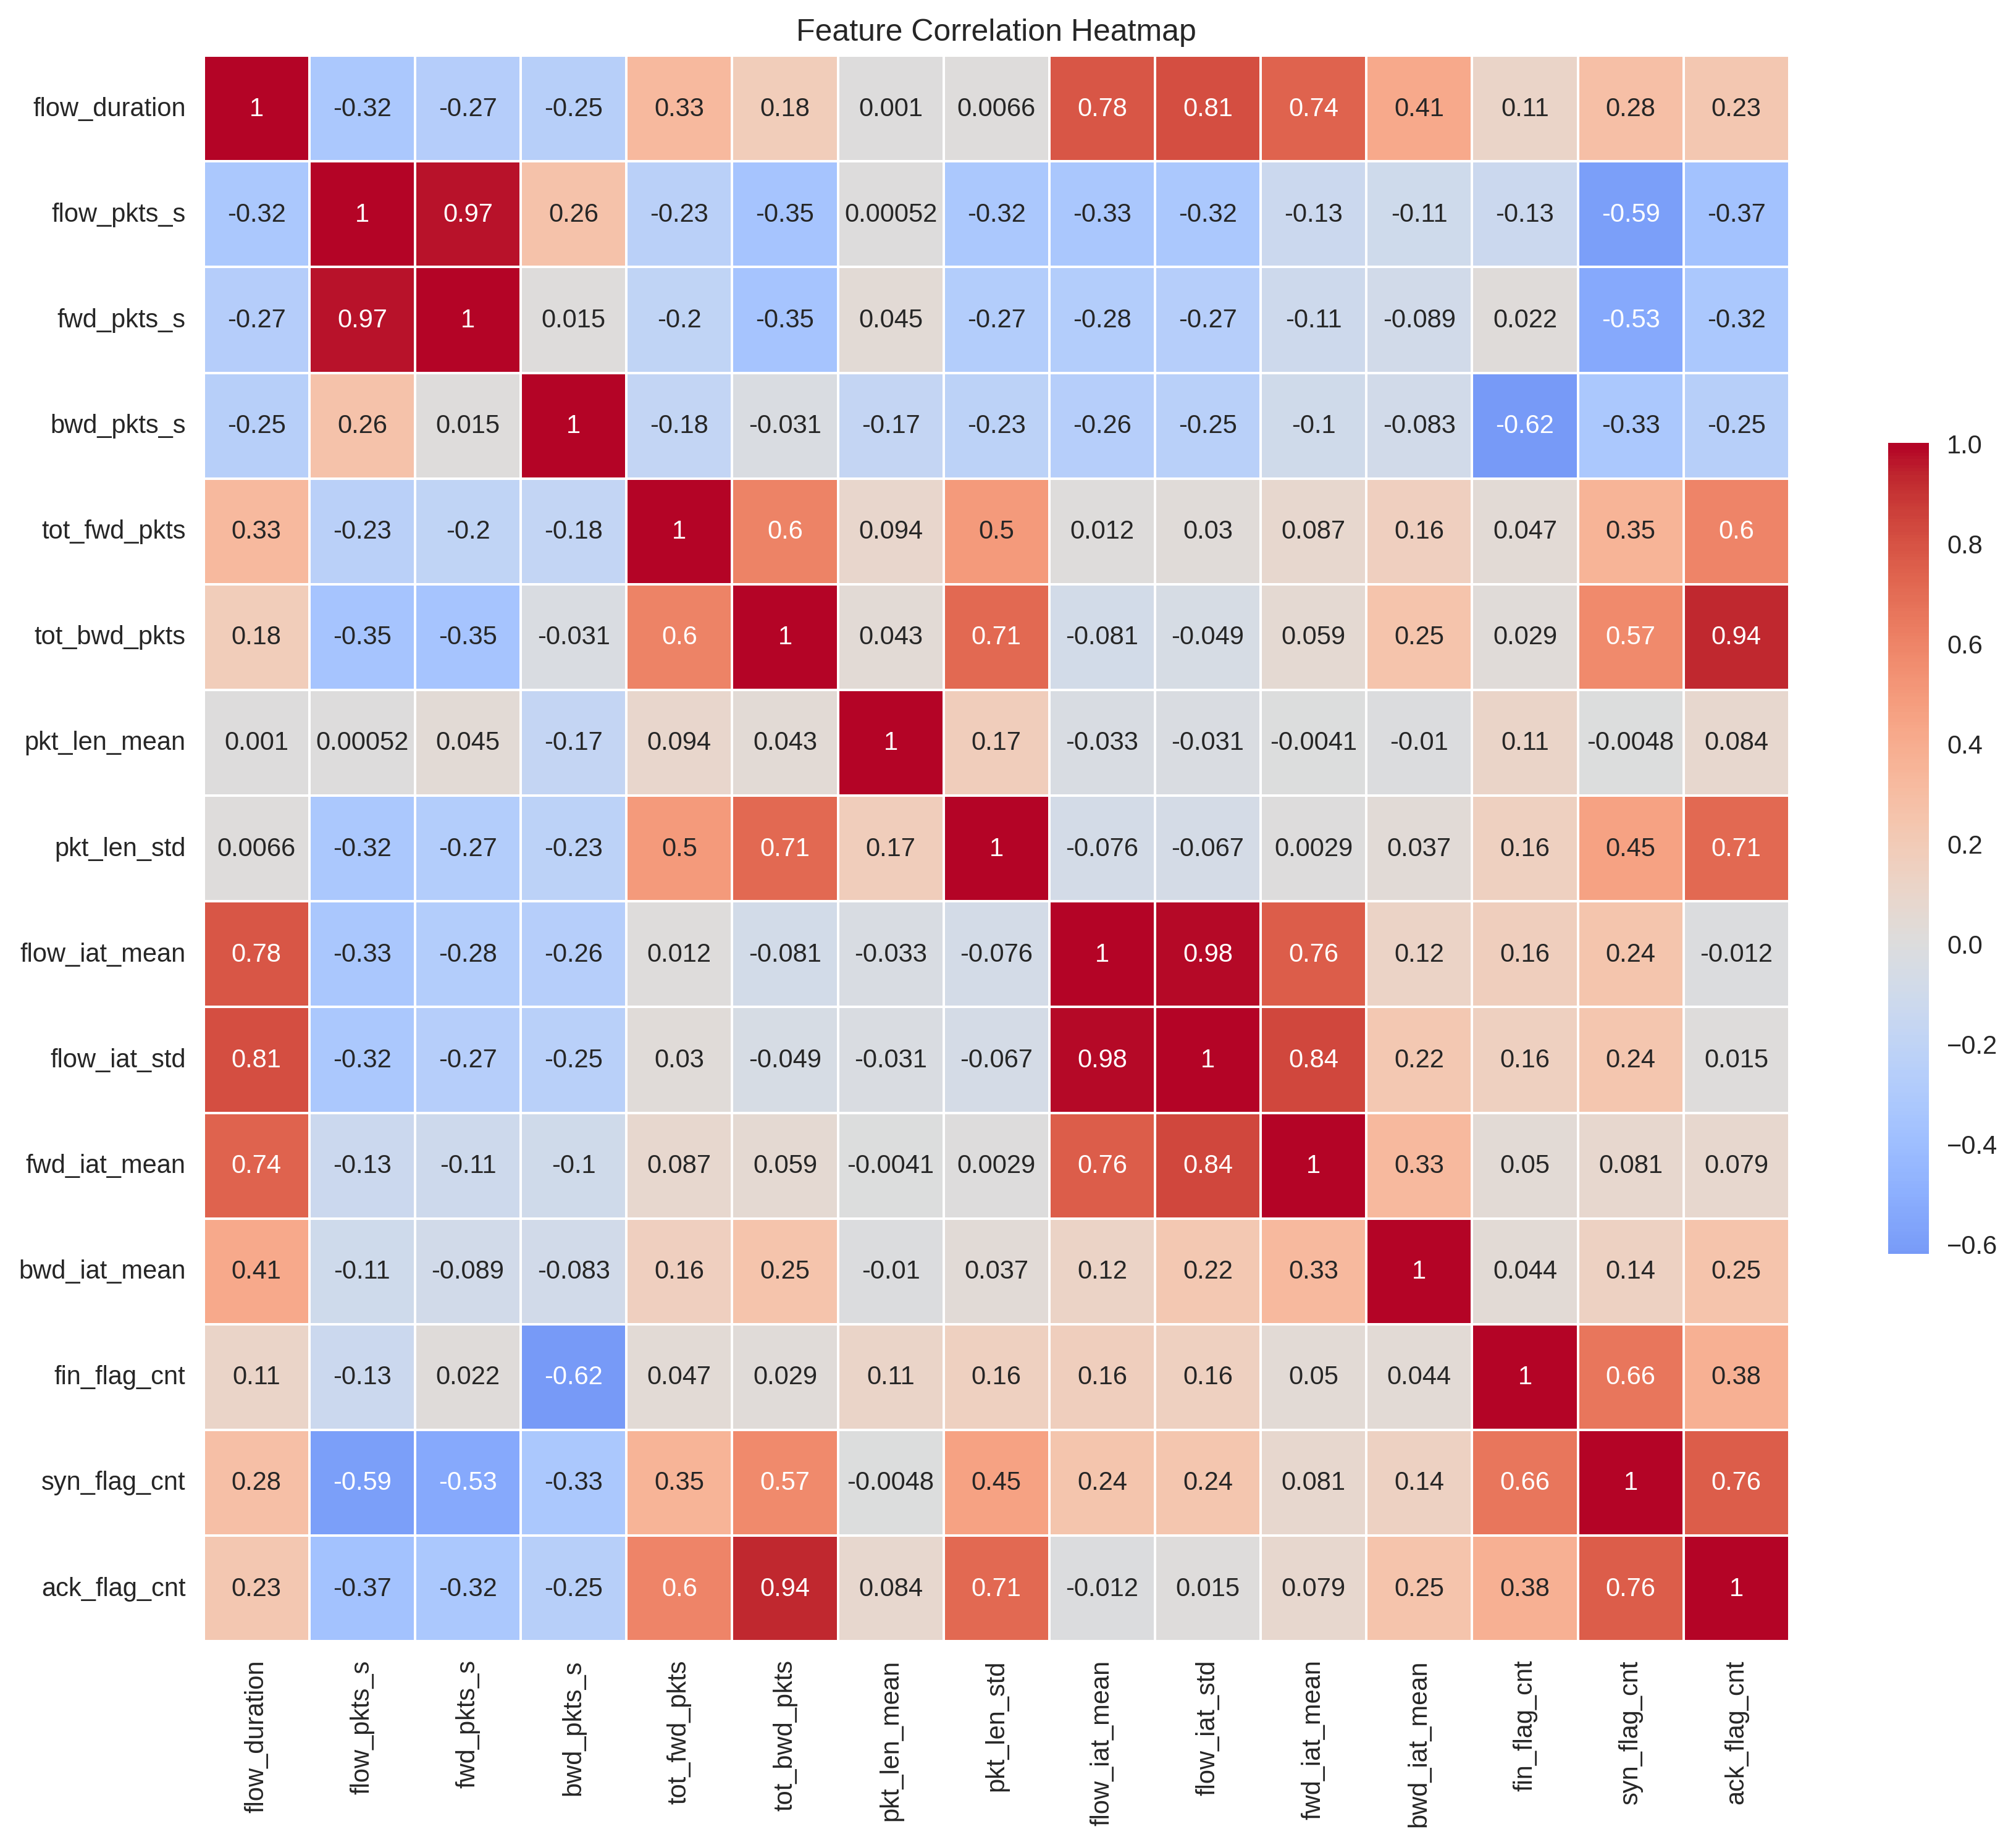 Feature Correlation Heatmap
flow_duration 1 -0.32 -0.27 -0.25 0.33 0.18 0.001 0.0066 0.78 0.81 0.74 0.41 0.11 0.28 0.23
flow_pkts_s -0.32 1 0.97 0.26 -0.23 -0.35 0.00052 -0.32 -0.33 -0.32 -0.13 -0.11 -0.13 -0.59 -0.37
fwd_pkts_s -0.27 0.97 1 0.015 -0.2 -0.35 0.045 -0.27 -0.28 -0.27 -0.11 -0.089 0.022 -0.53 -0.32
bwd_pkts_s -0.25 0.26 0.015 1 -0.18 -0.031 -0.17 -0.23 -0.26 -0.25 -0.1 -0.083 -0.62 -0.33 -0.25
tot_fwd_pkts 0.33 -0.23 -0.2 -0.18 1 0.6 0.094 0.5 0.012 0.03 0.087 0.16 0.047 0.35 0.6
tot_bwd_pkts 0.18 -0.35 -0.35 -0.031 0.6 1 0.043 0.71 -0.081 -0.049 0.059 0.25 0.029 0.57 0.94
pkt_len_mean 0.001 0.00052 0.045 -0.17 0.094 0.043 1 0.17 -0.033 -0.031 -0.0041 -0.01 0.11 -0.0048 0.084
pkt_len_std 0.0066 -0.32 -0.27 -0.23 0.5 0.71 0.17 1 -0.076 -0.067 0.0029 0.037 0.16 0.45 0.71
flow_iat_mean 0.78 -0.33 -0.28 -0.26 0.012 -0.081 -0.033 -0.076 1 0.98 0.76 0.12 0.16 0.24 -0.012
flow_iat_std 0.81 -0.32 -0.27 -0.25 0.03 -0.049 -0.031 -0.067 0.98 1 0.84 0.22 0.16 0.24 0.015
fwd_iat_mean 0.74 -0.13 -0.11 -0.1 0.087 0.059 -0.0041 0.0029 0.76 0.84 1 0.33 0.05 0.081 0.079
bwd_iat_mean 0.41 -0.11 -0.089 -0.083 0.16 0.25 -0.01 0.037 0.12 0.22 0.33 1 0.044 0.14 0.25
fin_flag_cnt 0.11 -0.13 0.022 -0.62 0.047 0.029 0.11 0.16 0.16 0.16 0.05 0.044 1 0.66 0.38
syn_flag_cnt 0.28 -0.59 -0.53 -0.33 0.35 0.57 -0.0048 0.45 0.24 0.24 0.081 0.14 0.66 1 0.76
ack_flag_cnt 0.23 -0.37 -0.32 -0.25 0.6 0.94 0.084 0.71 -0.012 0.015 0.079 0.25 0.38 0.76 1
flow_duration
flow_pkts_s
fwd_pkts_s
bwd_pkts_s
tot_fwd_pkts
tot_bwd_pkts
pkt_len_mean
pkt_len_std
flow_iat_mean
flow_iat_std
fwd_iat_mean
bwd_iat_mean
fin_flag_cnt
syn_flag_cnt
ack_flag_cnt
1.0
0.8
0.6
0.4
0.2
0.0
−0.2
−0.4
−0.6